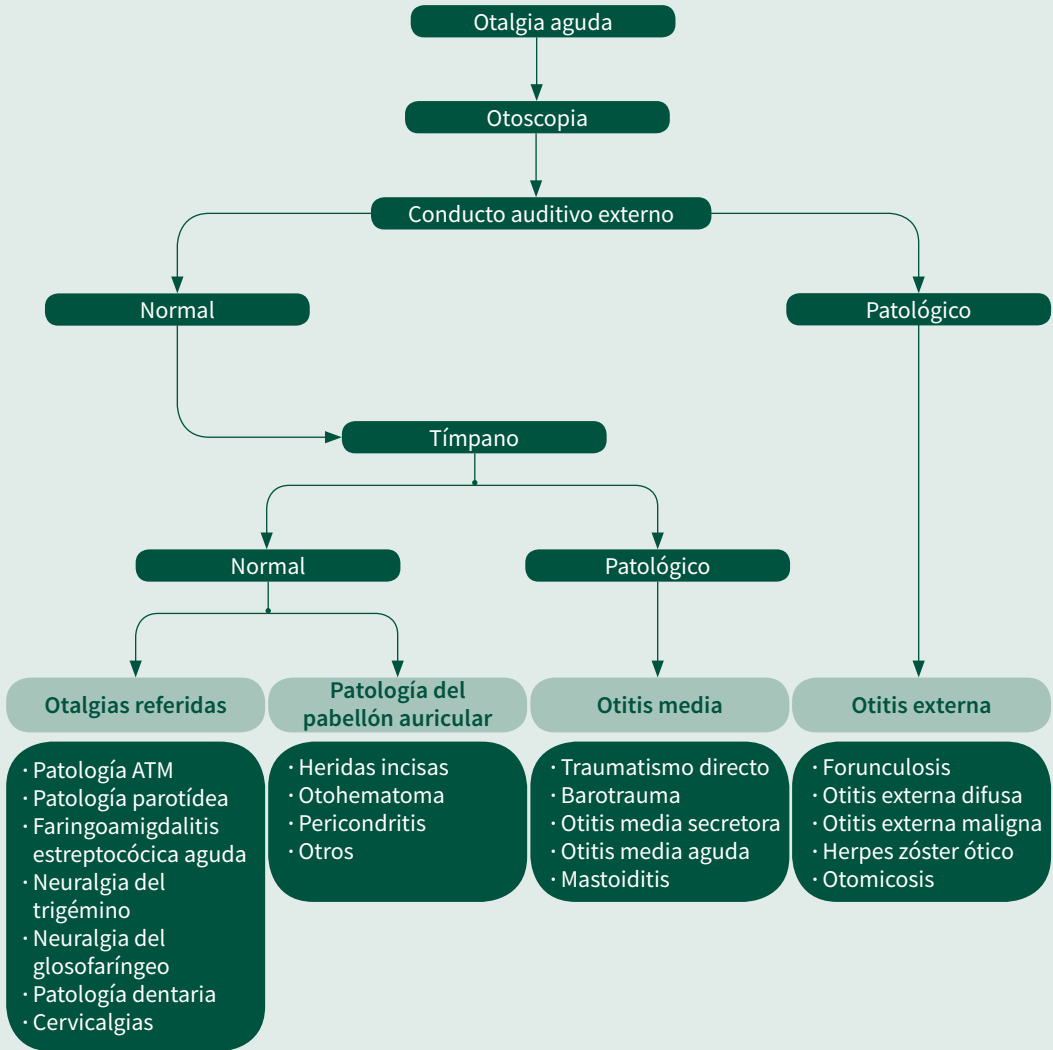 Otalgia aguda
Otoscopia
Conducto auditivo externo
Normal
Patológico
Tímpano
Normal
Patológico
Otalgias referidas
· Patología ATM
· Patología parotídea
· Faringoamigdalitis
estreptocócica aguda
· Neuralgia del
trigémino
· Neuralgia del
glosofaríngeo
· Patología dentaria
· Cervicalgias
Patología del
pabellón auricular
· Heridas incisas
· Otohematoma
· Pericondritis
· Otros
Otitis media
· Traumatismo directo
· Barotrauma
· Otitis media secretora
· Otitis media aguda
· Mastoiditis
Otitis externa
· Forunculosis
· Otitis externa difusa
· Otitis externa maligna
· Herpes zóster ótico
· Otomicosis